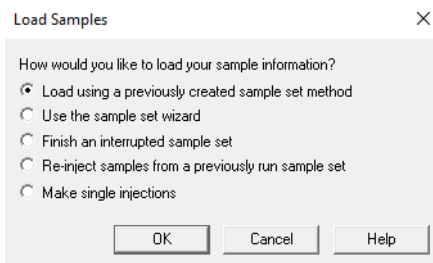 Load Samples
How would you like to load your sample information?
Load using a previously created sample set method
Use the sample set wizard
Finish an interrupted sample set
Re-inject samples from a previously run sample set
Make single injections
OK Cancel Help